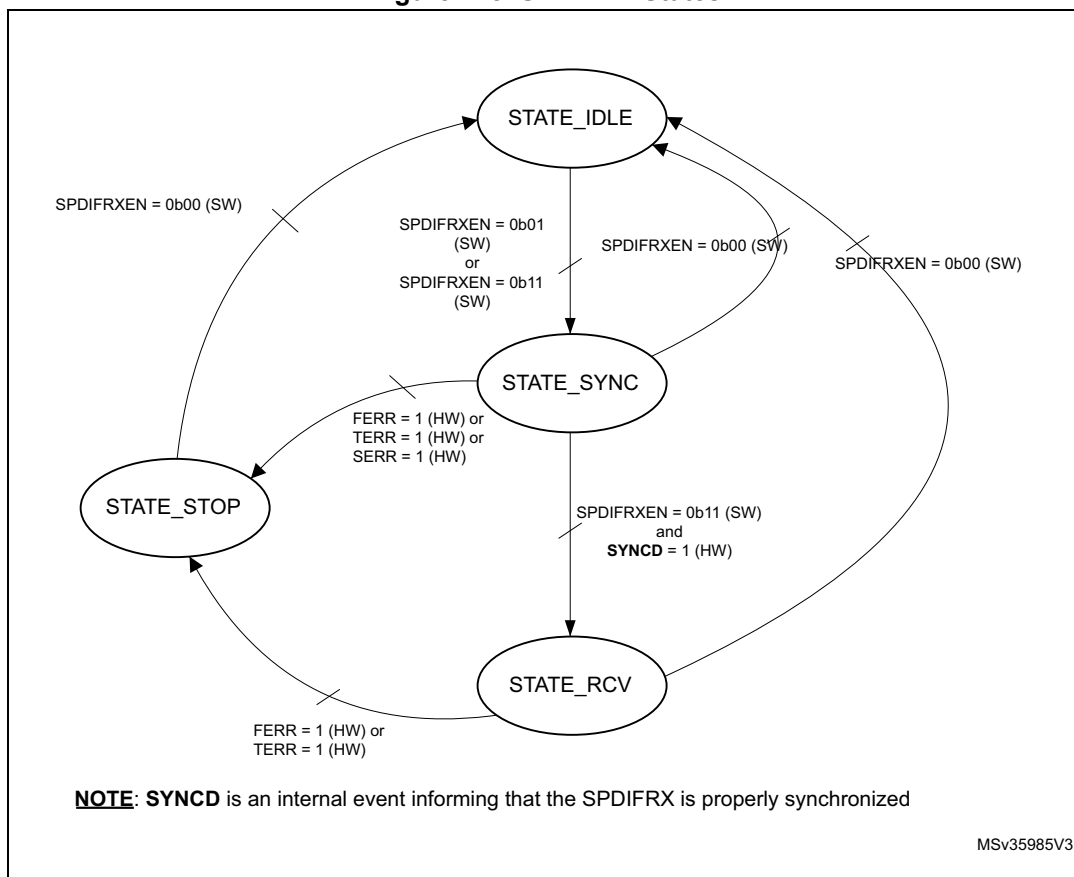 STATE_IDLE
SPDIFRXEN = 0b00 (SW)
SPDIFRXEN = 0b01
(SW)
or
SPDIFRXEN = 0b11
(SW)
SPDIFRXEN = 0b00 (SW)
SPDIFRXEN = 0b00 (SW)
STATE_SYNC
FERR = 1 (HW) or
TERR = 1 (HW) or
SERR = 1 (HW)
STATE_STOP
SPDIFRXEN = 0b11 (SW)
and
SYNCD = 1 (HW)
STATE_RCV
FERR = 1 (HW) or
TERR = 1 (HW)
NOTE: SYNCD is an internal event informing that the SPDIFRX is properly synchronized
MSv35985V3